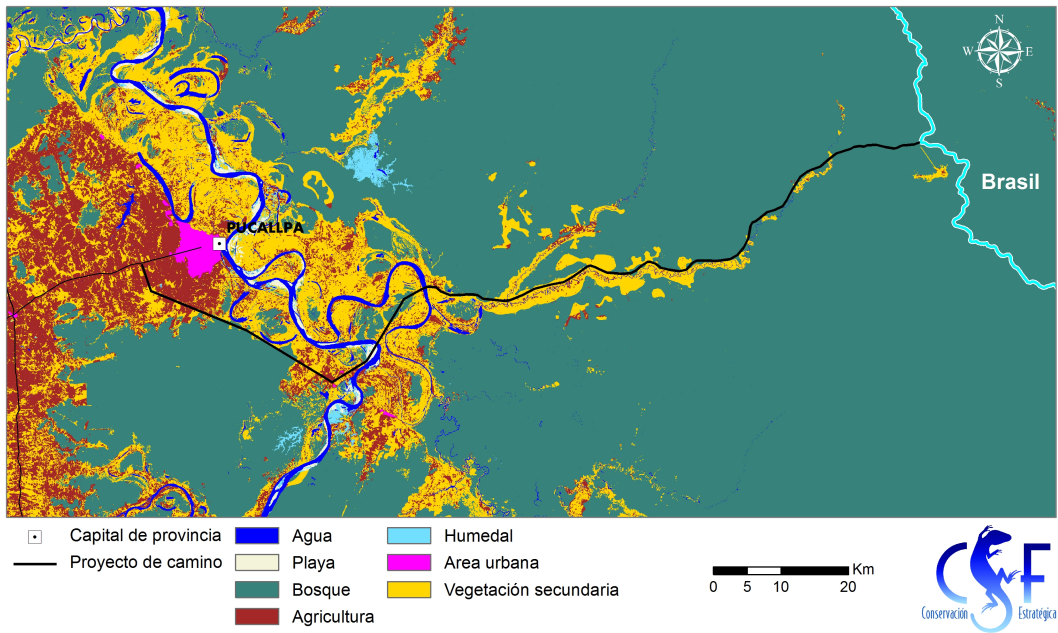 N
W E
S
Brasil
PUCALLPA
Capital de provincia
Proyecto de camino
Agua
Playa
Bosque
Agricultura
Humedal
Area urbana
Vegetación secundaria
Km
0 5 10 20
CSF
Conservación Estratégica